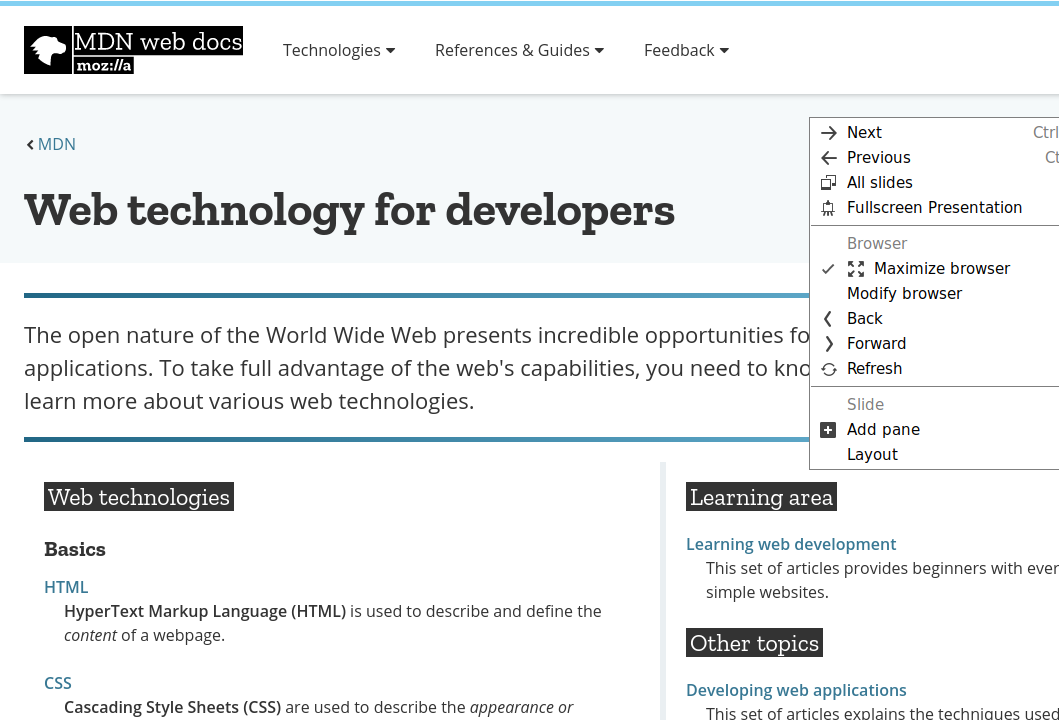 MDN web docs
moz://a
Technologies
References & Guides
Feedback
MDN
Web technology for developers
The open nature of the World Wide Web presents incredible opportunities fo
applications. To take full advantage of the web's capabilities, you need to kno
learn more about various web technologies.
Next Ctrl
Previous Ct
All slides
Fullscreen Presentation
Browser
Maximize browser
Modify browser
Back
Forward
Refresh
Slide
Add pane
Layout
Web technologies
Basics
HTML
HyperText Markup Language (HTML) is used to describe and define the
content of a webpage.
CSS
Cascading Style Sheets (CSS) are used to describe the appearance or
Learning area
Learning web development
This set of articles provides beginners with ever
simple websites.
Other topics
Developing web applications
This set of articles explains the techniques used